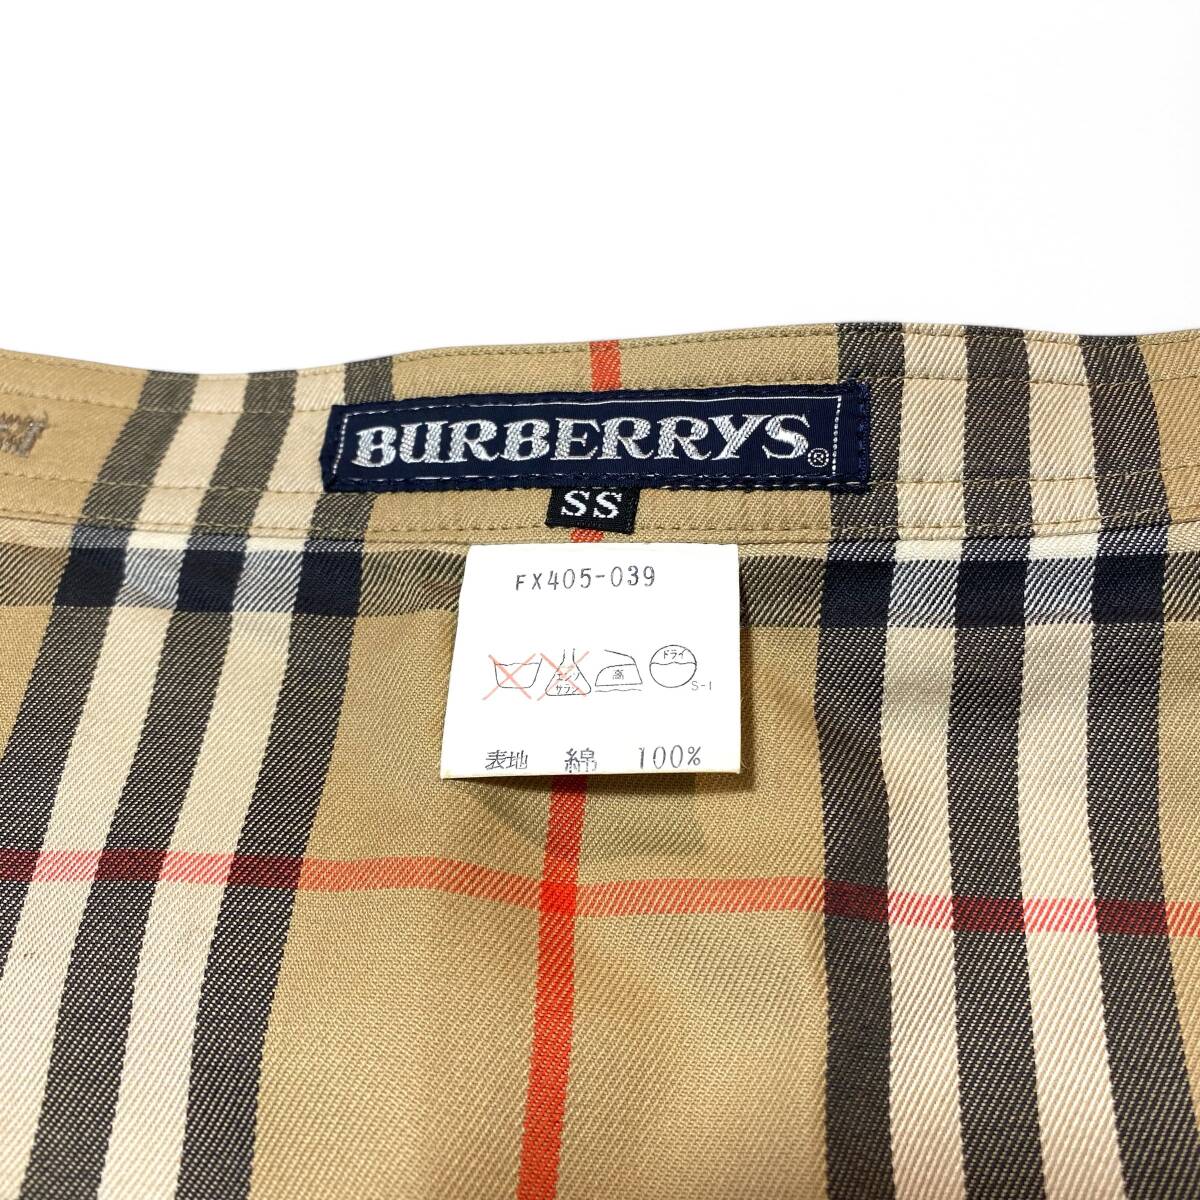 BURBERRYS®
SS
FX405-039
エンソ
サラシ
高
ドライ
S-1
表地 綿 100%